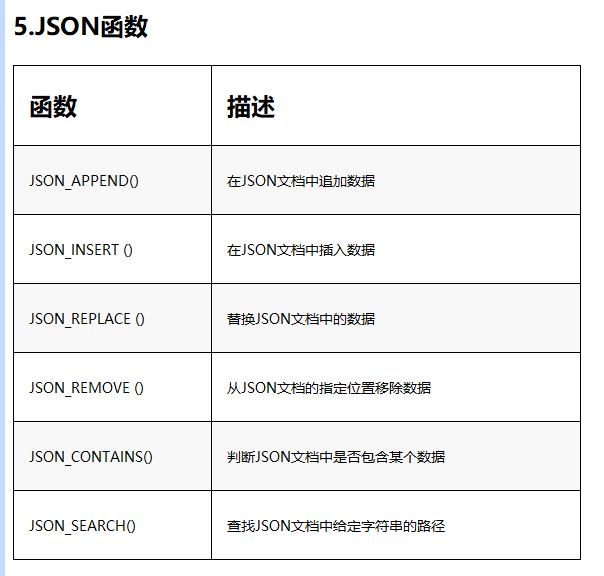 5.JSON函数
函数 描述
JSON_APPEND() 在JSON文档中追加数据
JSON_INSERT () 在JSON文档中插入数据
JSON_REPLACE () 替换JSON文档中的数据
JSON_REMOVE () 从JSON文档的指定位置移除数据
JSON_CONTAINS() 判断JSON文档中是否包含某个数据
JSON_SEARCH() 查找JSON文档中给定字符串的路径